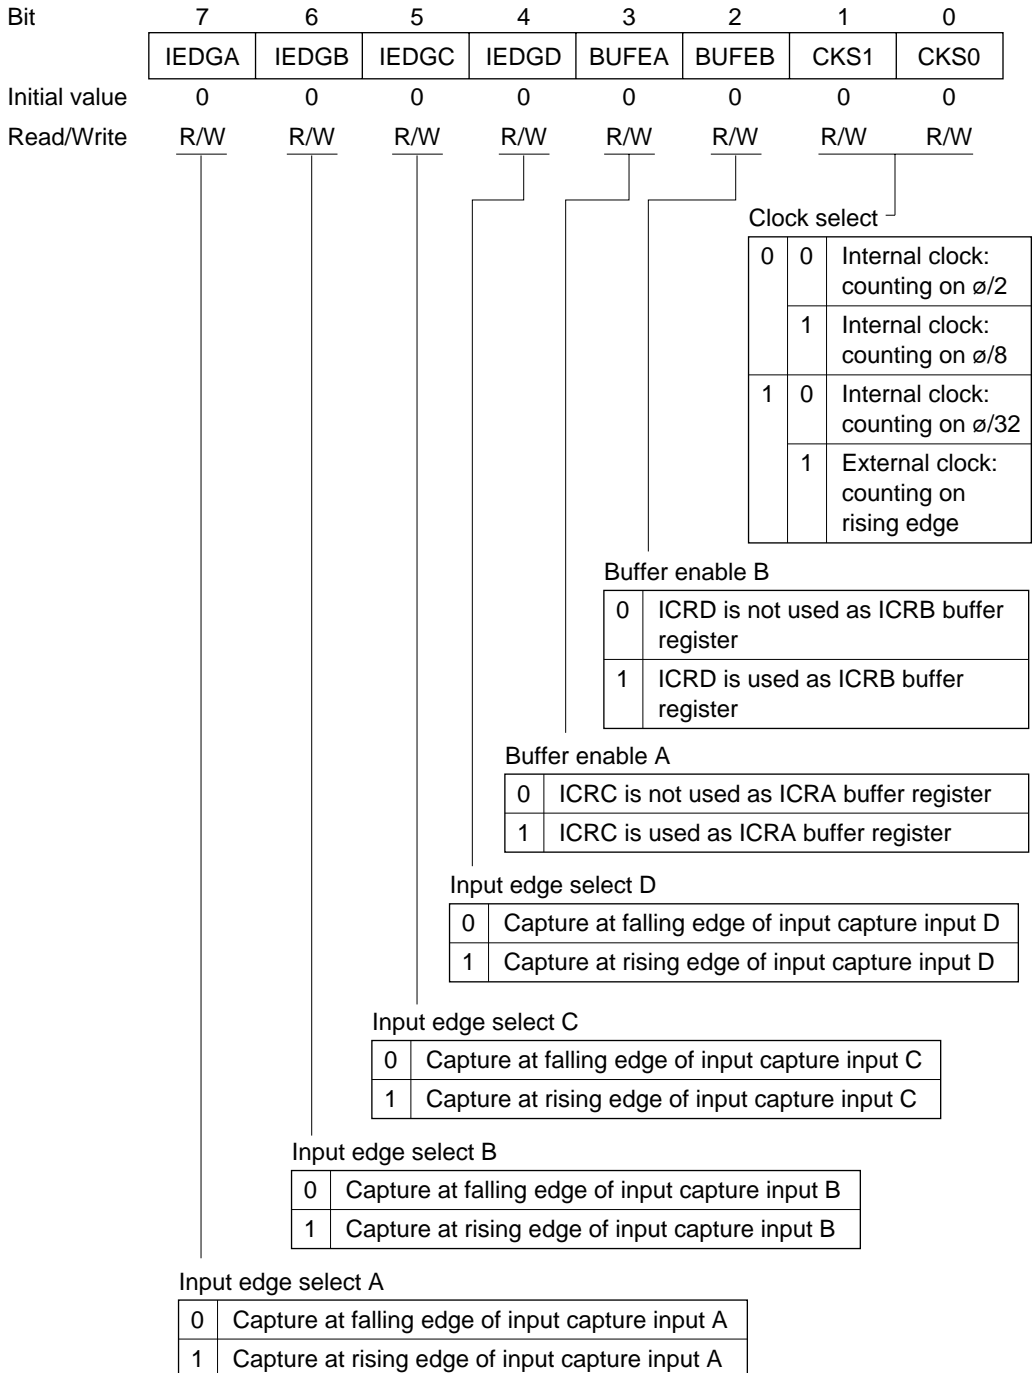 Bit 7 6 5 4 3 2 1 0
IEDGA IEDGB IEDGC IEDGD BUFEA BUFEB CKS1 CKS0
Initial value 0 0 0 0 0 0 0 0
Read/Write R/W R/W R/W R/W R/W R/W R/W R/W
Clock select
0 0 Internal clock:
counting on ø/2
1 Internal clock:
counting on ø/8
1 0 Internal clock:
counting on ø/32
1 External clock:
counting on
rising edge
Buffer enable B
0 ICRD is not used as ICRB buffer
register
1 ICRD is used as ICRB buffer
register
Buffer enable A
0 ICRC is not used as ICRA buffer register
1 ICRC is used as ICRA buffer register
Input edge select D
0 Capture at falling edge of input capture input D
1 Capture at rising edge of input capture input D
Input edge select C
0 Capture at falling edge of input capture input C
1 Capture at rising edge of input capture input C
Input edge select B
0 Capture at falling edge of input capture input B
1 Capture at rising edge of input capture input B
Input edge select A
0 Capture at falling edge of input capture input A
1 Capture at rising edge of input capture input A